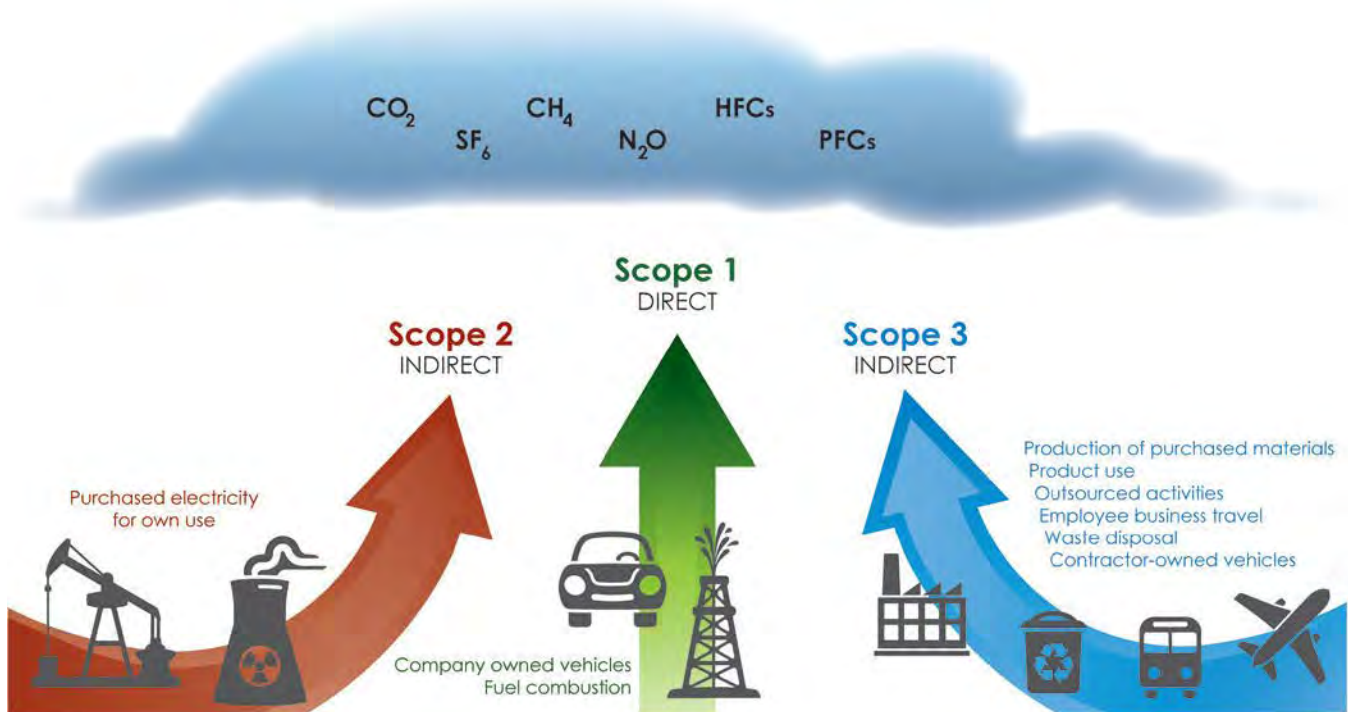 CO₂
CH₄
HFCs
SF₆
N₂O
PFCs
Scope 1
DIRECT
Scope 2
INDIRECT
Scope 3
INDIRECT
Purchased electricity
for own use
Company owned vehicles
Fuel combustion
Production of purchased materials
Product use
Outsourced activities
Employee business travel
Waste disposal
Contractor-owned vehicles